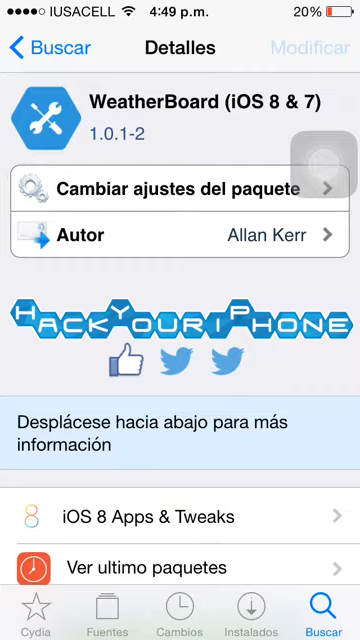 IUSACELL 4:49 p.m. 20%
Buscar Detalles Modificar
WeatherBoard (iOS 8 & 7)
1.0.1-2
Cambiar ajustes del paquete
Autor Allan Kerr
HACKYOURIPHONE
Desplácese hacia abajo para más
información
8 iOS 8 Apps & Tweaks
Ver ultimo paquetes
Cydia Fuentes Cambios Instalados Buscar